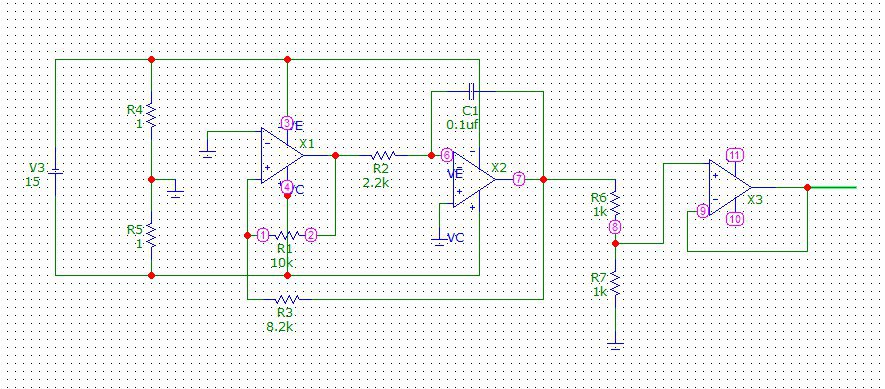 V3
15
R4
1
R5
1
3
VE
X1
4
VC
1
2
R1
10k
R2
2.2k
R3
8.2k
C1
0.1uf
6
VE
X2
7
VC
R6
1k
8
R7
1k
11
9
10
X3